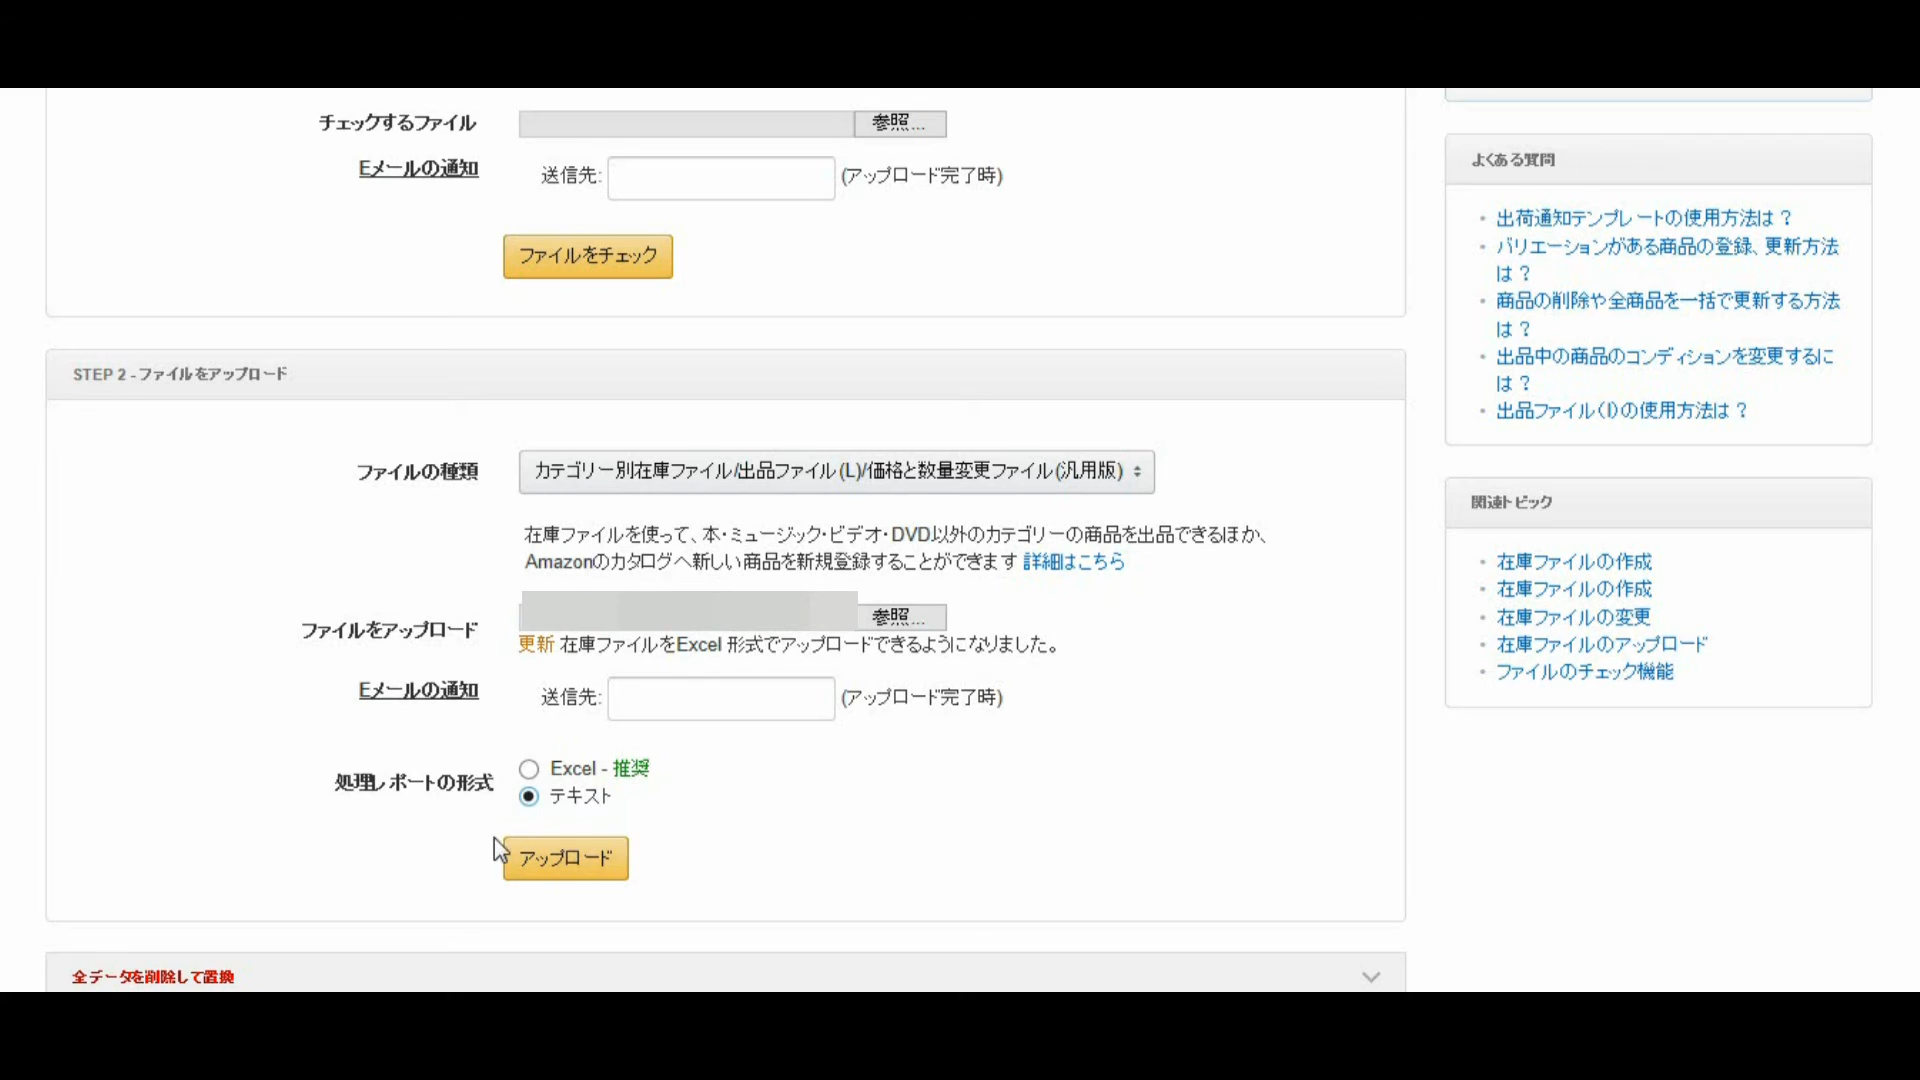 チェックするファイル
参照...
Eメールの通知
送信先:
(アップロード完了時)
ファイルをチェック
STEP 2 - ファイルをアップロード
ファイルの種類
カテゴリー別在庫ファイル/出品ファイル(L)/価格と数量変更ファイル(汎用版)
在庫ファイルを使って、本・ミュージック・ビデオ・DVD以外のカテゴリーの商品を出品できるほか、
Amazonのカタログへ新しい商品を新規登録することができます 詳細はこちら
ファイルをアップロード
参照...
更新 在庫ファイルをExcel 形式でアップロードできるようになりました。
Eメールの通知
送信先:
(アップロード完了時)
処理レポートの形式
Excel - 推奨
テキスト
アップロード
全データを削除して置換
よくある質問
出荷通知テンプレートの使用方法は？
バリエーションがある商品の登録、更新方法
は？
商品の削除や全商品を一括で更新する方法
は？
出品中の商品のコンディションを変更するに
は？
出品ファイル(I)の使用方法は？
関連トピック
在庫ファイルの作成
在庫ファイルの作成
在庫ファイルの変更
在庫ファイルのアップロード
ファイルのチェック機能